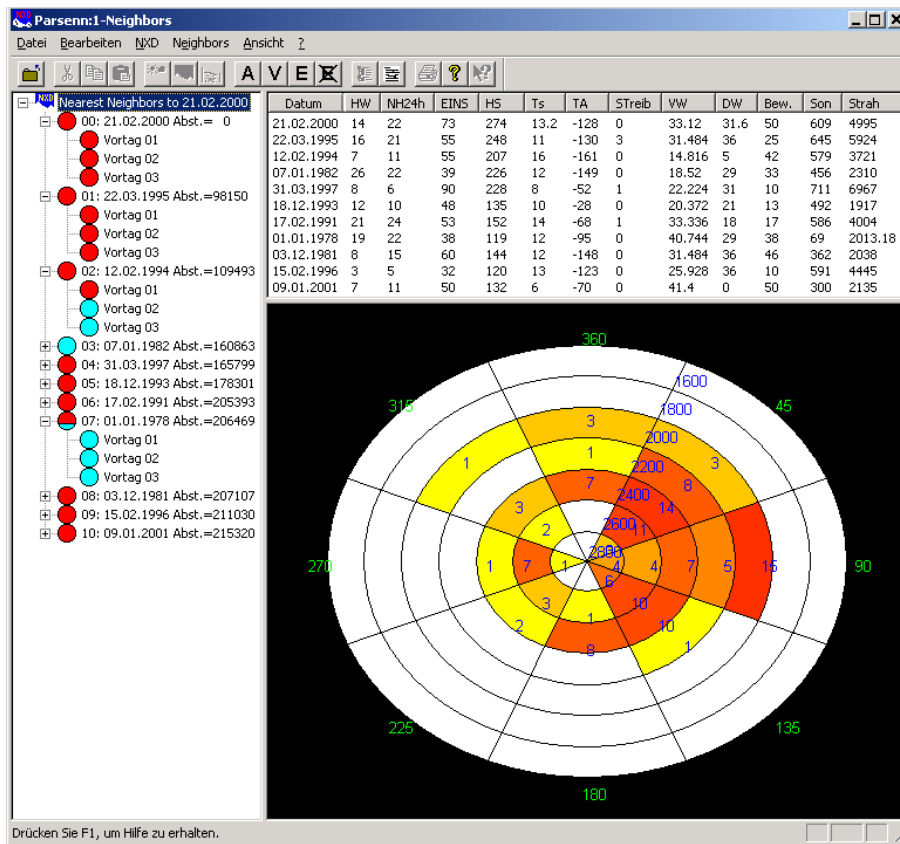 Parsenn:1-Neighbors
Datei Bearbeiten NXD Neighbors Ansicht ?
A V E E ?
NXD Nearest Neighbors to 21.02.2000
00: 21.02.2000 Abst.= 0
Vortag 01
Vortag 02
Vortag 03
01: 22.03.1995 Abst.=98150
Vortag 01
Vortag 02
Vortag 03
02: 12.02.1994 Abst.=109493
Vortag 01
Vortag 02
Vortag 03
03: 07.01.1982 Abst.=160863
04: 31.03.1997 Abst.=165799
05: 18.12.1993 Abst.=178301
06: 17.02.1991 Abst.=205393
07: 01.01.1978 Abst.=206469
Vortag 01
Vortag 02
Vortag 03
08: 03.12.1981 Abst.=207107
09: 15.02.1996 Abst.=211030
10: 09.01.2001 Abst.=215320
Datum HW NH24h EINS HS Ts TA STreib VW DW Bew. Son Strah
21.02.2000 14 22 73 274 13.2 -128 0 33.12 31.6 50 609 4995
22.03.1995 16 21 55 248 11 -130 3 31.484 36 25 645 5924
12.02.1994 7 11 55 207 16 -161 0 14.816 5 42 579 3721
07.01.1982 26 22 39 226 12 -149 0 18.52 29 33 456 2310
31.03.1997 8 6 90 228 8 -52 1 22.224 31 10 711 6967
18.12.1993 12 10 48 135 10 -28 0 20.372 21 13 492 1917
17.02.1991 21 24 53 152 14 -68 1 33.336 18 17 586 4004
01.01.1978 19 22 38 119 12 -95 0 40.744 29 38 69 2013.18
03.12.1981 8 15 60 144 12 -148 0 31.484 36 46 362 2038
15.02.1996 3 5 32 120 13 -123 0 25.928 36 10 591 4445
09.01.2001 7 11 50 132 6 -70 0 41.4 0 50 300 2135
360
1600
315 1800 45
3
2000
1 1 2200 3
7 2400 8
3 14
2 2600 11
2800
270 1 7 1 4 4 7 5 15 90
6
3 10
2 1 10
8 1
225 135
180
Drücken Sie F1, um Hilfe zu erhalten.